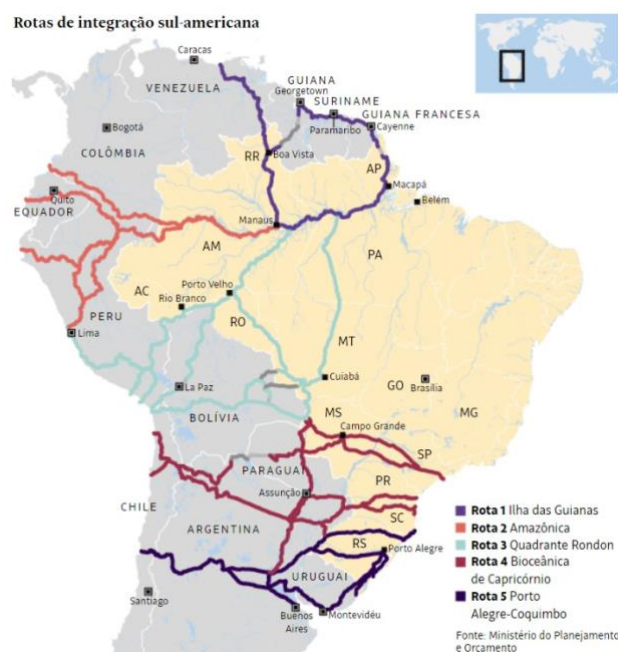 Rotas de integração sul-americana
Caracas
VENEZUELA
GUIANA
Georgetown
SURINAME
Paramaribo
GUIANA FRANCESA
Cayenne
Bogotá
COLÔMBIA
RR
Boa Vista
AP
Macapá
Belém
Quito
EQUADOR
Manaus
AM
PA
AC
Porto Velho
Rio Branco
RO
PERU
Lima
MT
Cuiabá
GO
Brasília
La Paz
BOLÍVIA
MS
MG
Campo Grande
SP
PARAGUAI
PR
Assunção
CHILE
SC
ARGENTINA
RS
Porto Alegre
URUGUAI
Santiago
Buenos
Aires
Montevidéu
Rota 1 Ilha das Guianas
Rota 2 Amazônica
Rota 3 Quadrante Rondon
Rota 4 Bioceânica
de Capricórnio
Rota 5 Porto
Alegre-Coquimbo
Fonte: Ministério do Planejamento
e Orçamento